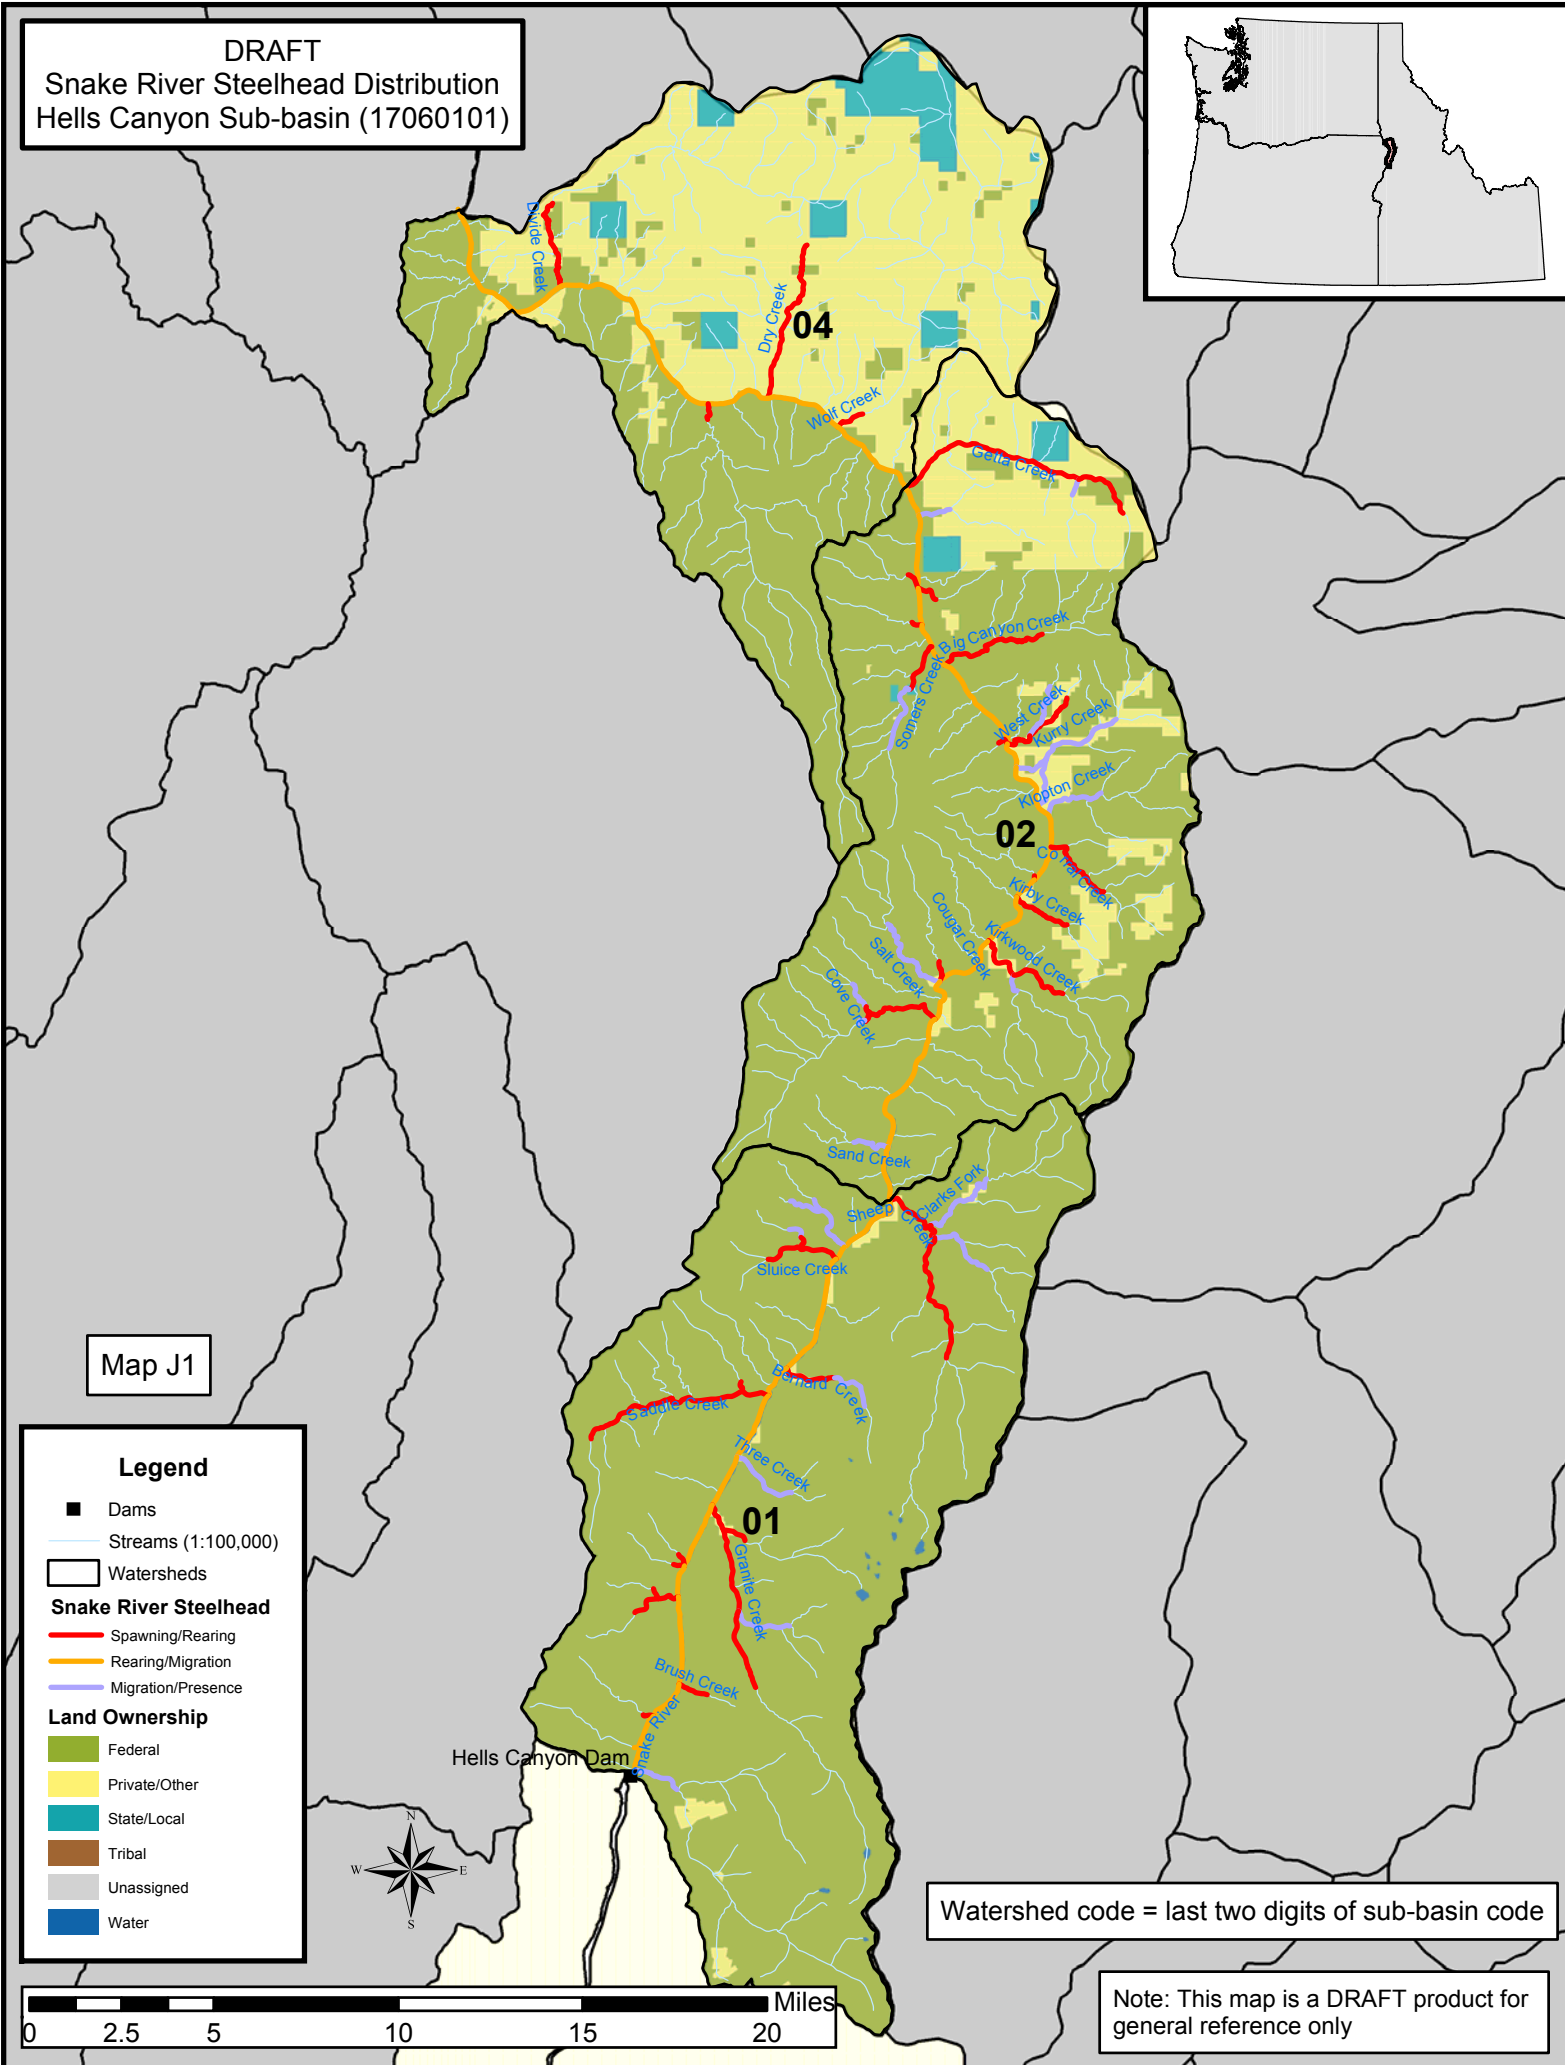 DRAFT
Snake River Steelhead Distribution
Hells Canyon Sub-basin (17060101)
Divide Creek
Dry Creek
04
Wolf Creek
Getta Creek
Big Canyon Creek
Somers Creek
West Creek
Kurry Creek
Klopton Creek
02
Corral Creek
Kirby Creek
Cougar Creek
Kirkwood Creek
Salt Creek
Cove Creek
Sand Creek
Clarks Fork
Sheep Creek
Sluice Creek
Bernard Creek
Saddle Creek
Three Creek
01
Granite Creek
Brush Creek
Snake River
Hells Canyon Dam
Map J1
Legend
Dams
Streams (1:100,000)
Watersheds
Snake River Steelhead
Spawning/Rearing
Rearing/Migration
Migration/Presence
Land Ownership
Federal
Private/Other
State/Local
Tribal
Unassigned
Water
N
W E
S
Watershed code = last two digits of sub-basin code
Note: This map is a DRAFT product for
general reference only
Miles
0 2.5 5 10 15 20